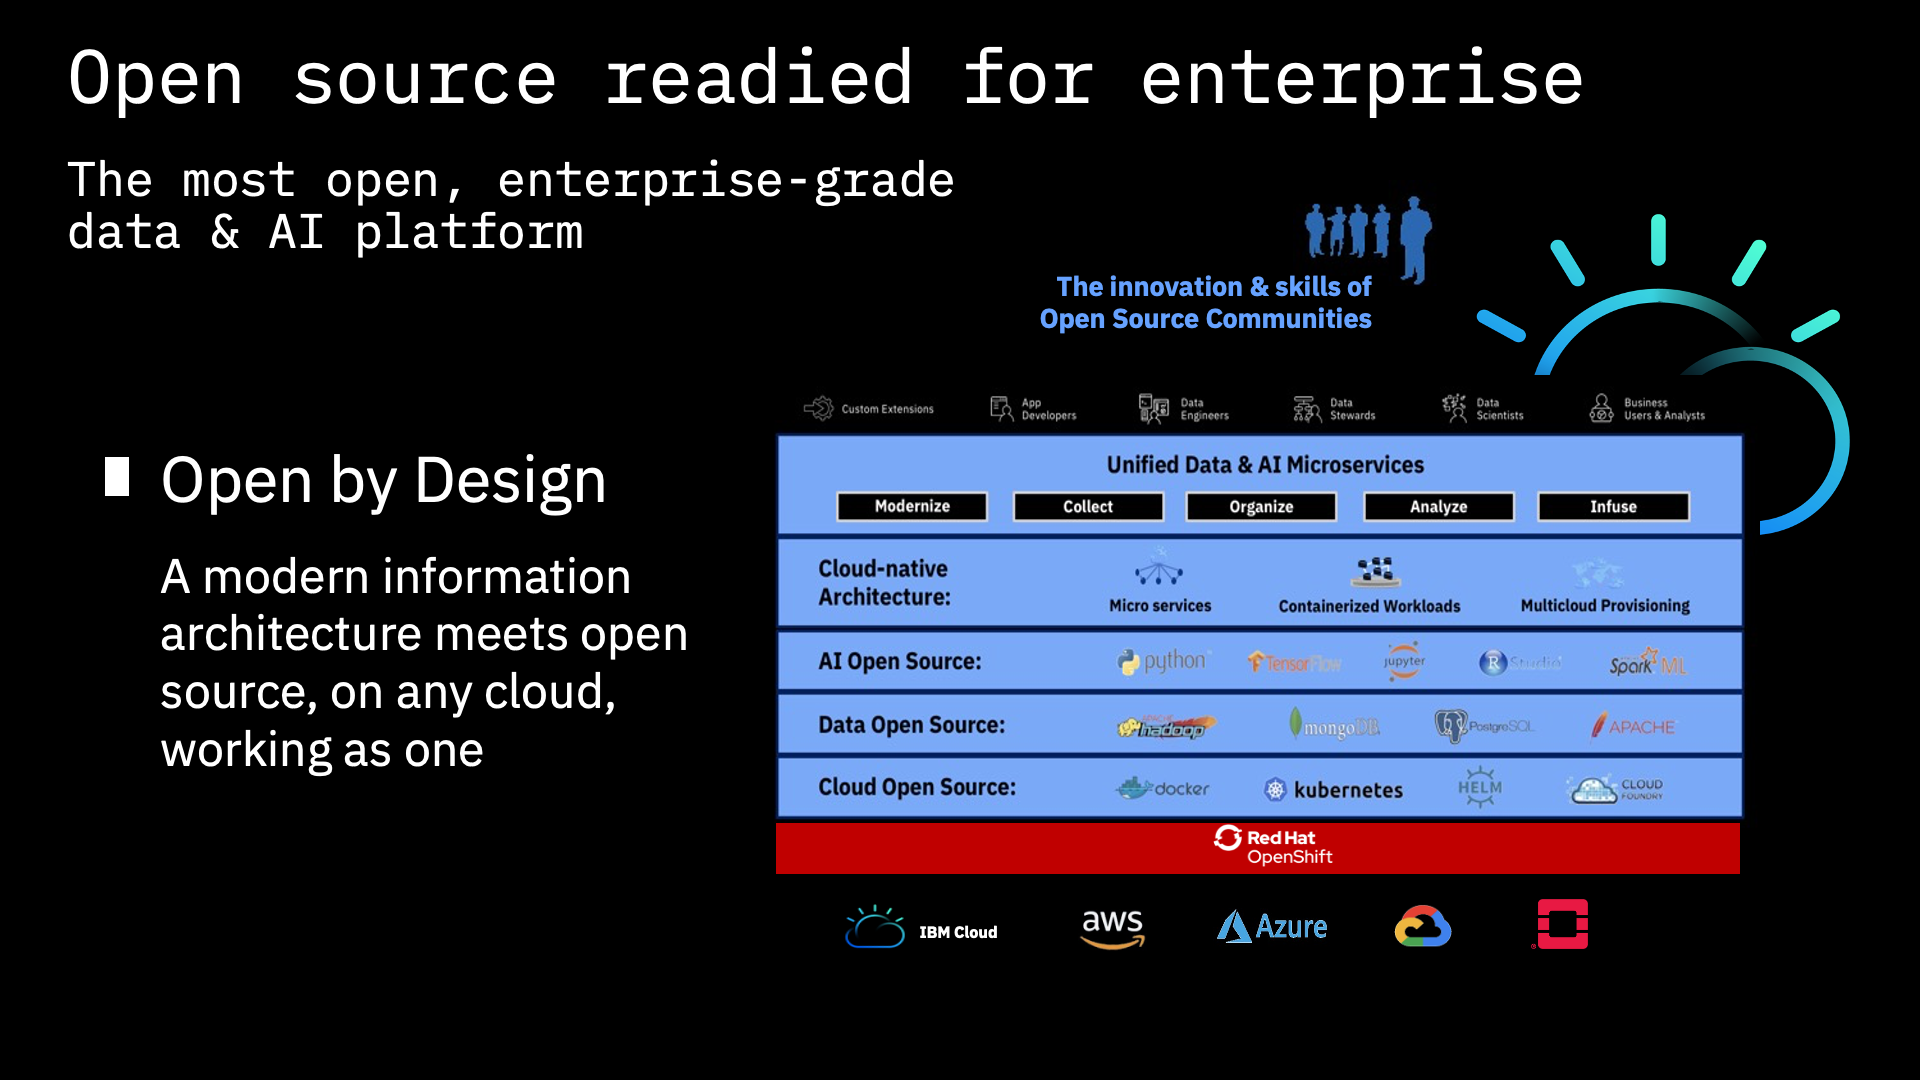 Open source readied for enterprise
The most open, enterprise-grade
data & AI platform
The innovation & skills of
Open Source Communities
Custom Extensions
App
Developers
Data
Engineers
Data
Stewards
Data
Scientists
Business
Users & Analysts
Open by Design
A modern information
architecture meets open
source, on any cloud,
working as one
Unified Data & AI Microservices
Modernize Collect Organize Analyze Infuse
Cloud-native
Architecture:
Micro services Containerized Workloads Multicloud Provisioning
AI Open Source: python TensorFlow jupyter R Studio Spark ML
Data Open Source: APACHE hadoop mongoDB PostgreSQL APACHE
Cloud Open Source: docker kubernetes HELM CLOUD FOUNDRY
Red Hat
OpenShift
IBM Cloud aws Azure